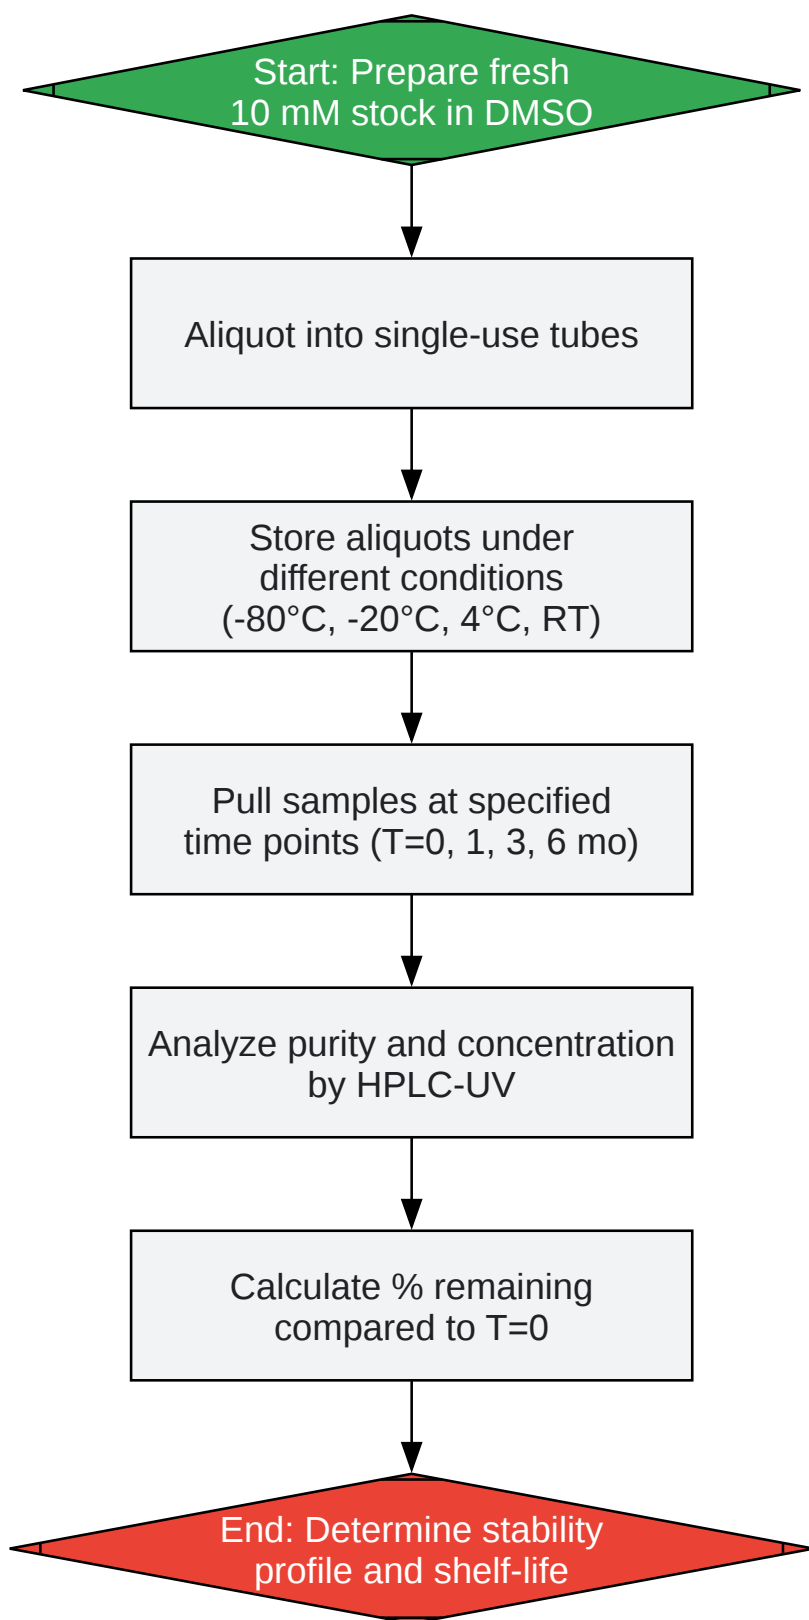 Start: Prepare fresh
10 mM stock in DMSO
Aliquot into single-use tubes
Store aliquots under
different conditions
(-80°C, -20°C, 4°C, RT)
Pull samples at specified
time points (T=0, 1, 3, 6 mo)
Analyze purity and concentration
by HPLC-UV
Calculate % remaining
compared to T=0
End: Determine stability
profile and shelf-life